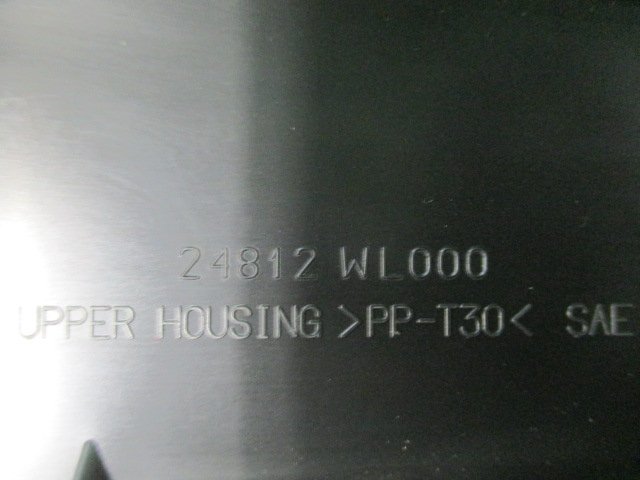 24812 WL000
UPPER HOUSING >PP-T30< SAE